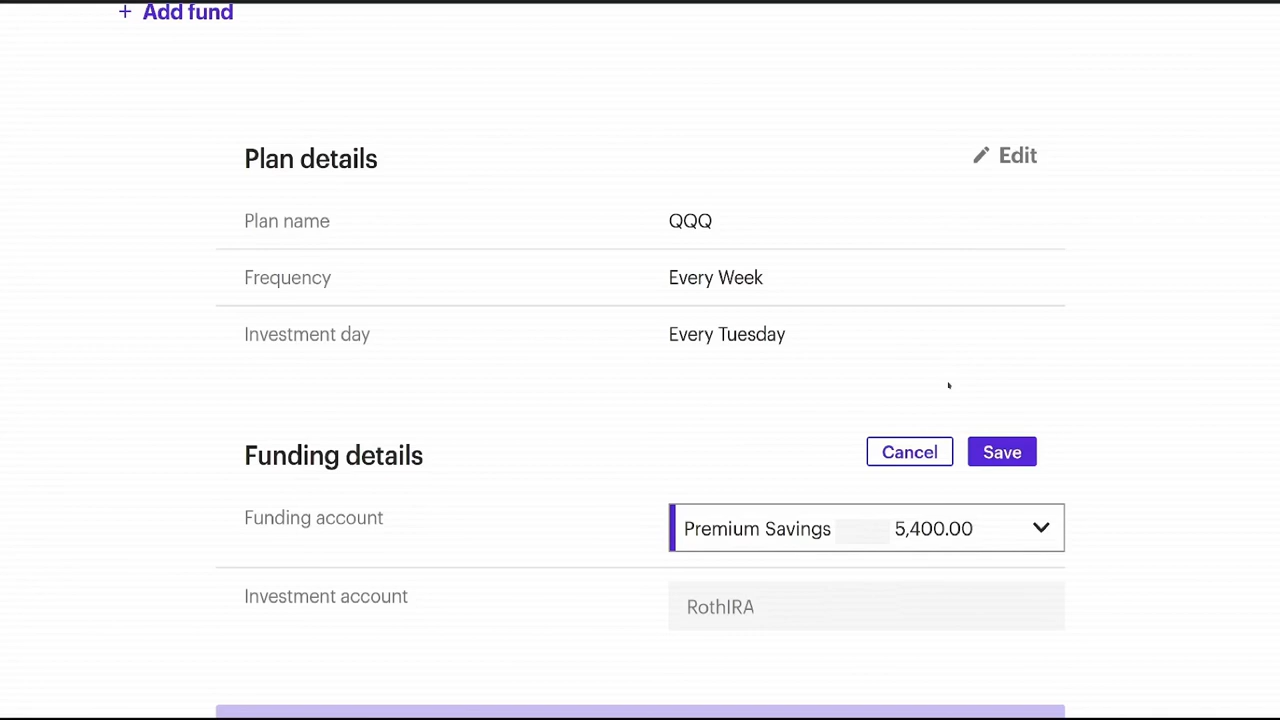 + Add fund
Plan details
Edit
Plan name
QQQ
Frequency
Every Week
Investment day
Every Tuesday
Funding details
Cancel
Save
Funding account
Premium Savings 5,400.00
Investment account
RothIRA